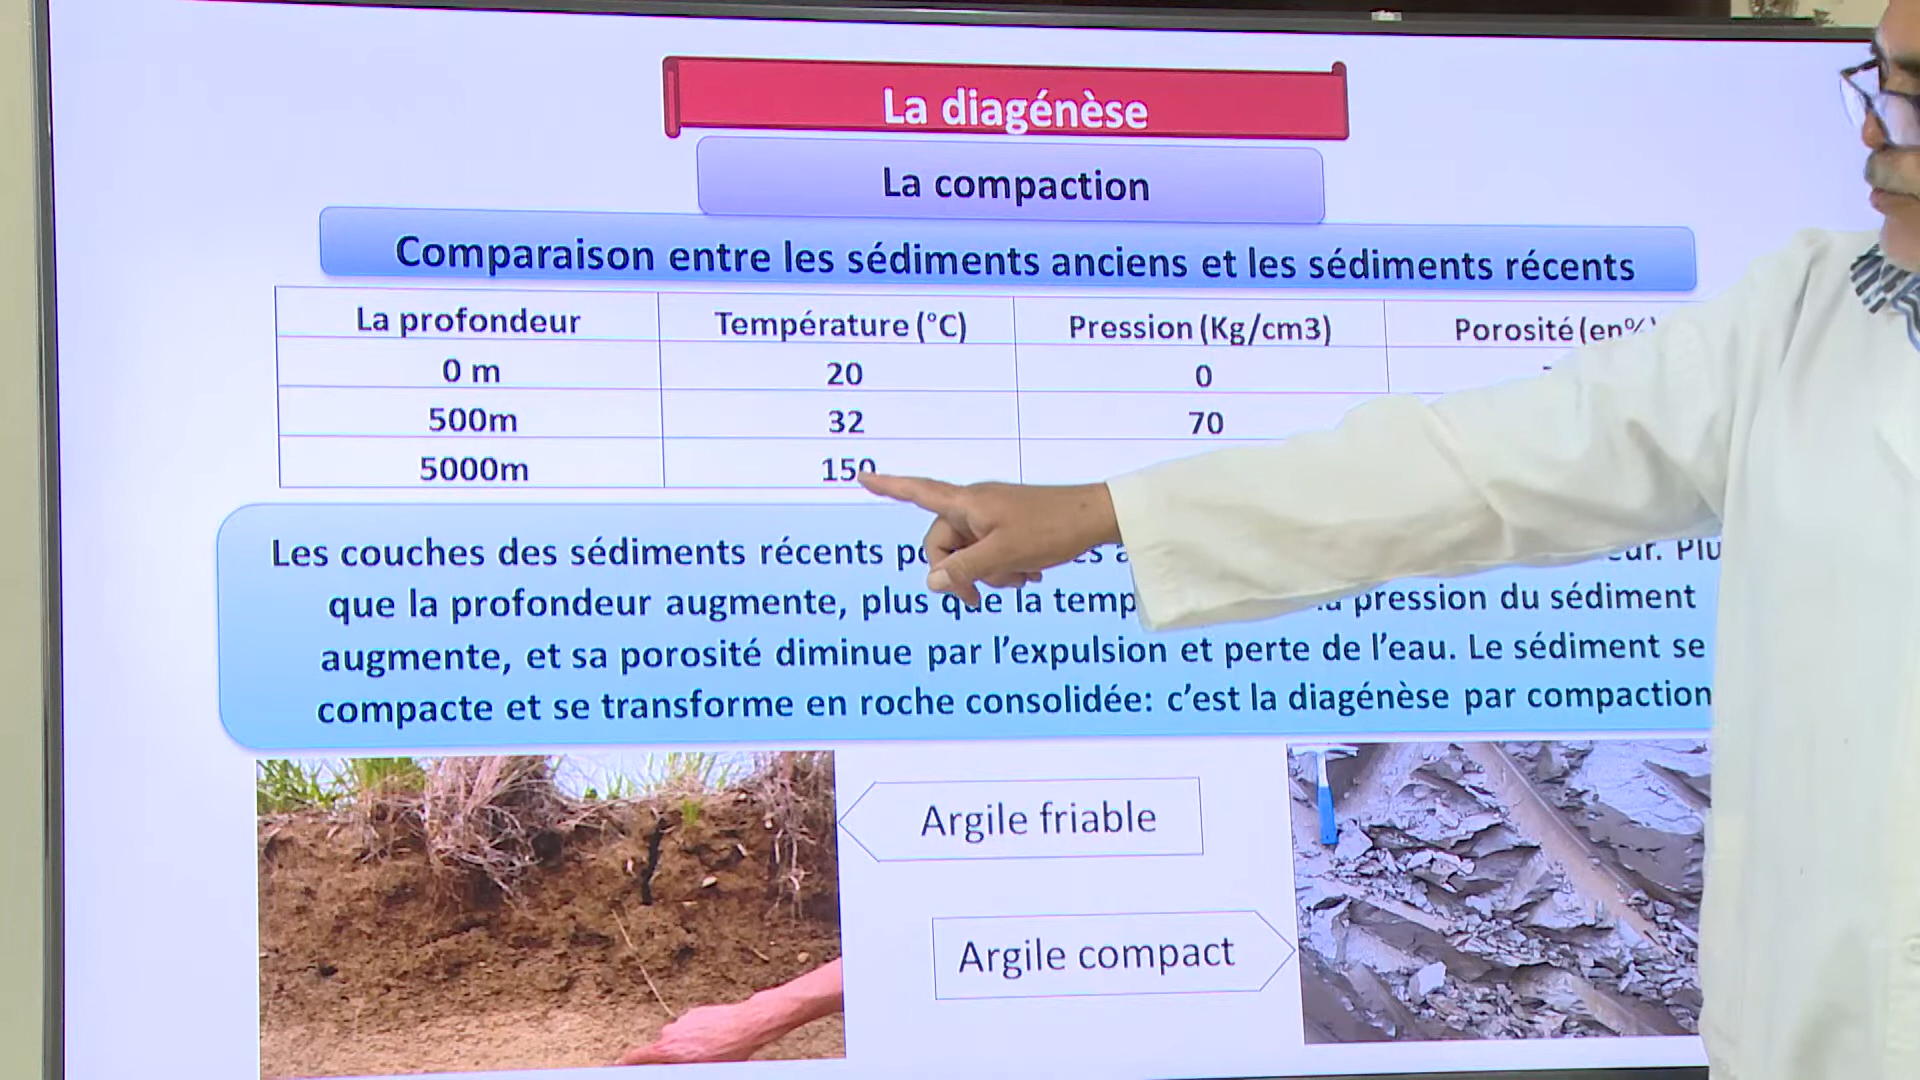 La diagénèse
La compaction
Comparaison entre les sédiments anciens et les sédiments récents
La profondeur Température (°C) Pression (Kg/cm3) Porosité (en%)
0 m 20 0
500m 32 70
5000m 150
Les couches des sédiments récents
que la profondeur augmente, plus que la pression du sédiment
augmente, et sa porosité diminue par l'expulsion et perte de l'eau. Le sédiment se
compacte et se transforme en roche consolidée: c'est la diagénèse par compaction
Argile friable
Argile compact